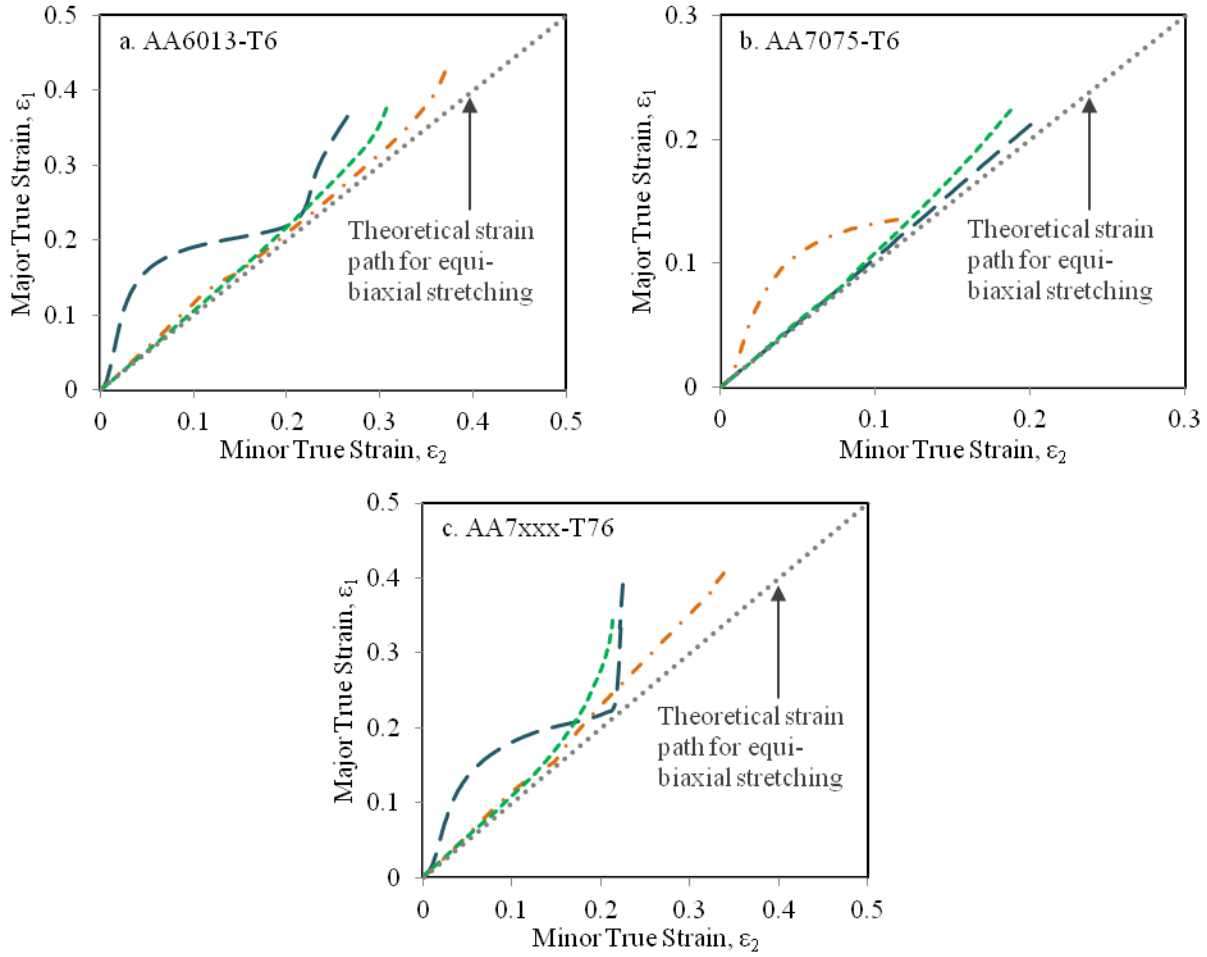 a. AA6013-T6
0.5
0.4
0.3
0.2
0.1
0
Major True Strain, ε1
Theoretical strain
path for equi-
biaxial stretching
0 0.1 0.2 0.3 0.4 0.5
Minor True Strain, ε2
b. AA7075-T6
0.3
0.2
0.1
0
Major True Strain, ε1
Theoretical strain
path for equi-
biaxial stretching
0 0.1 0.2 0.3
Minor True Strain, ε2
c. AA7xxx-T76
0.5
0.4
0.3
0.2
0.1
0
Major True Strain, ε1
Theoretical strain
path for equi-
biaxial stretching
0 0.1 0.2 0.3 0.4 0.5
Minor True Strain, ε2